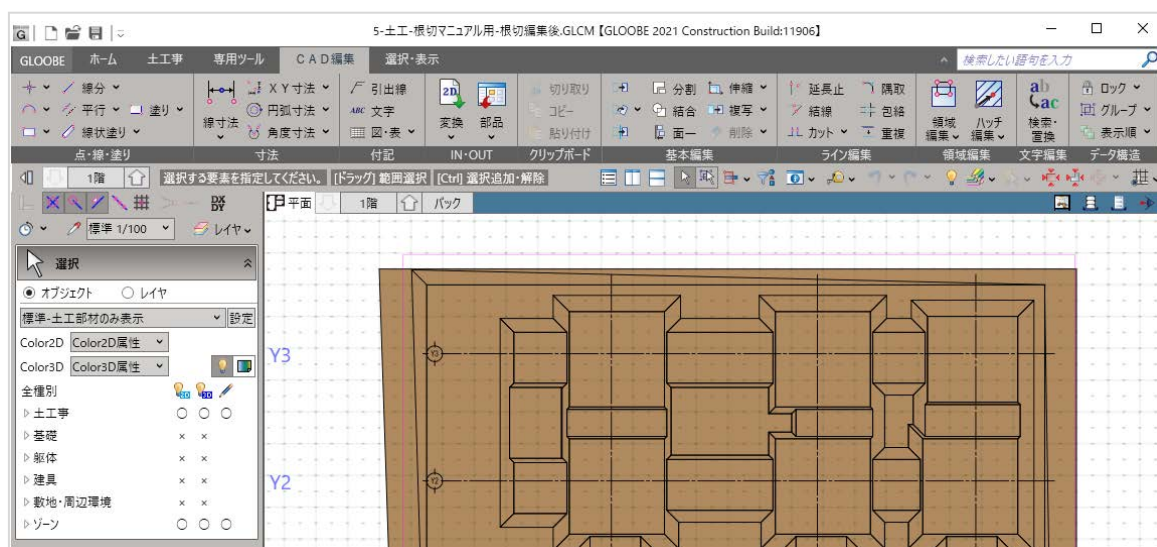 5-土工-根切マニュアル用-根切編集後.GLCM【GLOOBE 2021 Construction Build:11906】
GLOOBE ホーム 土工事 専用ツール CAD編集 選択・表示 検索したい語句を入力
線分 XY寸法 引出線 切り取り 分割 伸縮 延長止 隅取 ロック
平行 塗り 円弧寸法 ABC 文字 コピー 結合 複写 結線 包絡 グループ
線状塗り 線寸法 角度寸法 図・表 2D 変換 部品 貼り付け 面一 削除 カット 重複 領域編集 ハッチ編集 ab ac 検索・置換 表示順
点・線・塗り 寸法 付記 IN・OUT クリップボード 基本編集 ライン編集 領域編集 文字編集 データ構造
1階 選択する要素を指定してください。 [ドラッグ] 範囲選択 [Ctrl] 選択追加・解除
DX DY 平面 1階 バック
標準 1/100 レイヤ
選択
オブジェクト レイヤ
標準-土工部材のみ表示 設定
Color2D Color2D属性
Color3D Color3D属性
全種別 2D 3D
土工事
基礎
躯体
建具
敷地・周辺環境
ゾーン
Y3 Y3
Y2 Y2